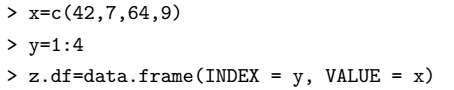 > x=c(42,7,64,9)
> y=1:4
> z.df=data.frame(INDEX = y, VALUE = x)